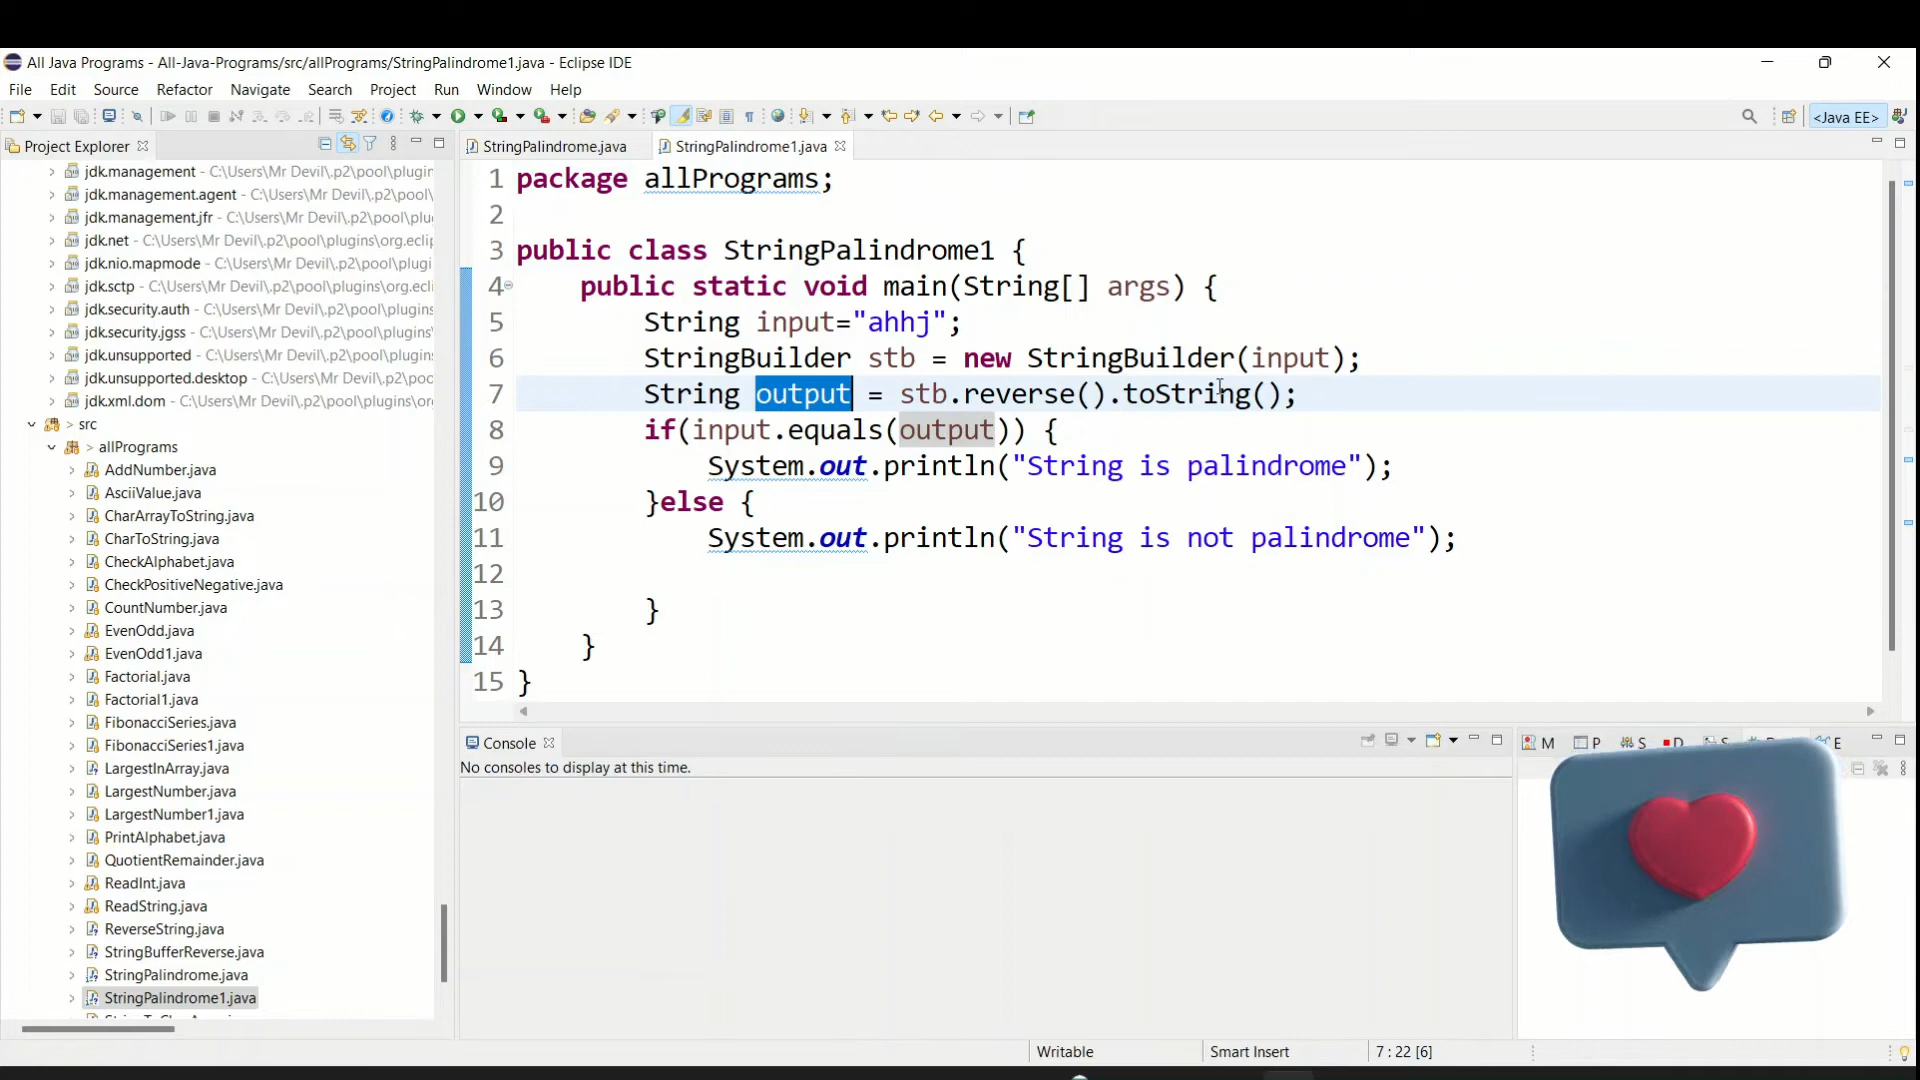 All Java Programs - All-Java-Programs/src/allPrograms/StringPalindrome1.java - Eclipse IDE
File Edit Source Refactor Navigate Search Project Run Window Help
<Java EE>
Project Explorer
StringPalindrome.java
StringPalindrome1.java
jdk.management - C:\Users\Mr Devil\.p2\pool\plugin
jdk.management.agent - C:\Users\Mr Devil\.p2\pool
jdk.management.jfr - C:\Users\Mr Devil\.p2\pool\plu
jdk.net - C:\Users\Mr Devil\.p2\pool\plugins\org.eclip
jdk.nio.mapmode - C:\Users\Mr Devil\.p2\pool\plugi
jdk.sctp - C:\Users\Mr Devil\.p2\pool\plugins\org.ecli
jdk.security.auth - C:\Users\Mr Devil\.p2\pool\plugins
jdk.security.jgss - C:\Users\Mr Devil\.p2\pool\plugins
jdk.unsupported - C:\Users\Mr Devil\.p2\pool\plugins
jdk.unsupported.desktop - C:\Users\Mr Devil\.p2\poo
jdk.xml.dom - C:\Users\Mr Devil\.p2\pool\plugins\org
> src
> allPrograms
AddNumber.java
AsciiValue.java
CharArrayToString.java
CharToString.java
CheckAlphabet.java
CheckPositiveNegative.java
CountNumber.java
EvenOdd.java
EvenOdd1.java
Factorial.java
Factorial1.java
FibonacciSeries.java
FibonacciSeries1.java
LargestInArray.java
LargestNumber.java
LargestNumber1.java
PrintAlphabet.java
QuotientRemainder.java
ReadInt.java
ReadString.java
ReverseString.java
StringBufferReverse.java
StringPalindrome.java
StringPalindrome1.java
1 package allPrograms;
2
3 public class StringPalindrome1 {
4 public static void main(String[] args) {
5 String input="ahhj";
6 StringBuilder stb = new StringBuilder(input);
7 String output = stb.reverse().toString();
8 if(input.equals(output)) {
9 System.out.println("String is palindrome");
10 }else {
11 System.out.println("String is not palindrome");
12
13 }
14 }
15 }
Console
No consoles to display at this time.
M P S D S E
Writable Smart Insert 7 : 22 [6]